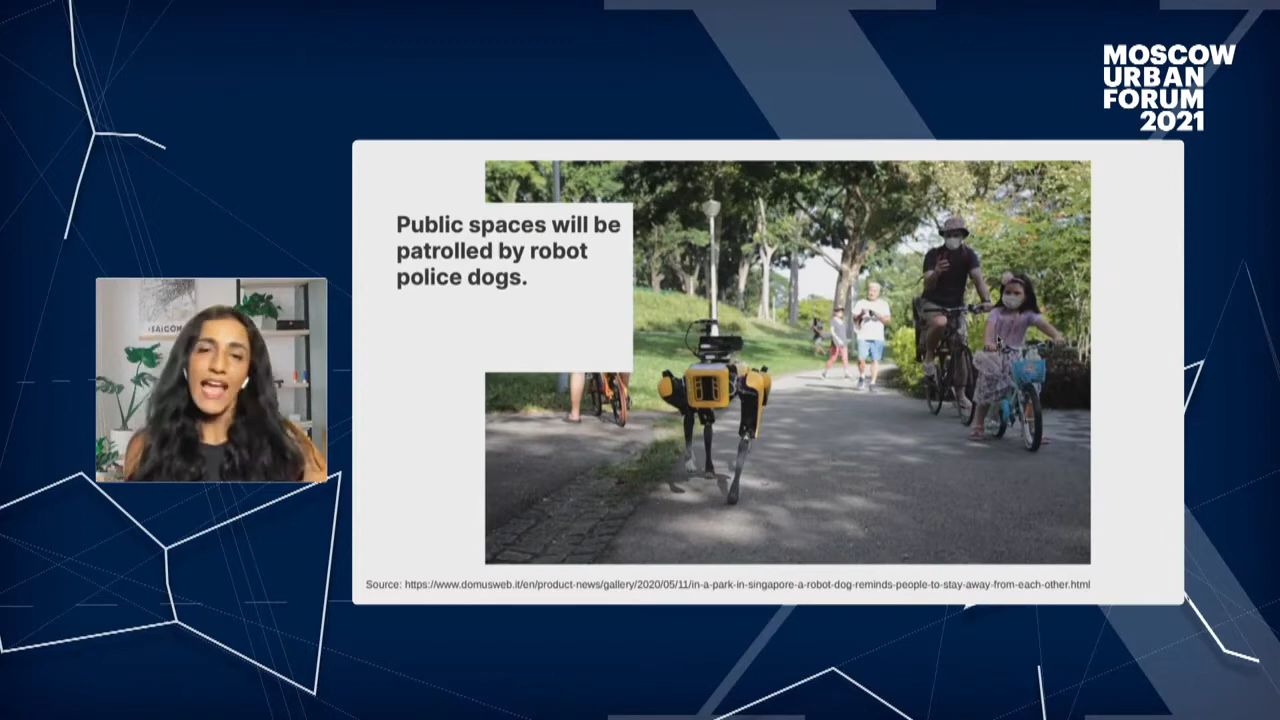 MOSCOW
URBAN
FORUM
2021
Public spaces will be
patrolled by robot
police dogs.
SAIGON
Source: https://www.domusweb.it/en/product-news/gallery/2020/05/11/in-a-park-in-singapore-a-robot-dog-reminds-people-to-stay-away-from-each-other.html